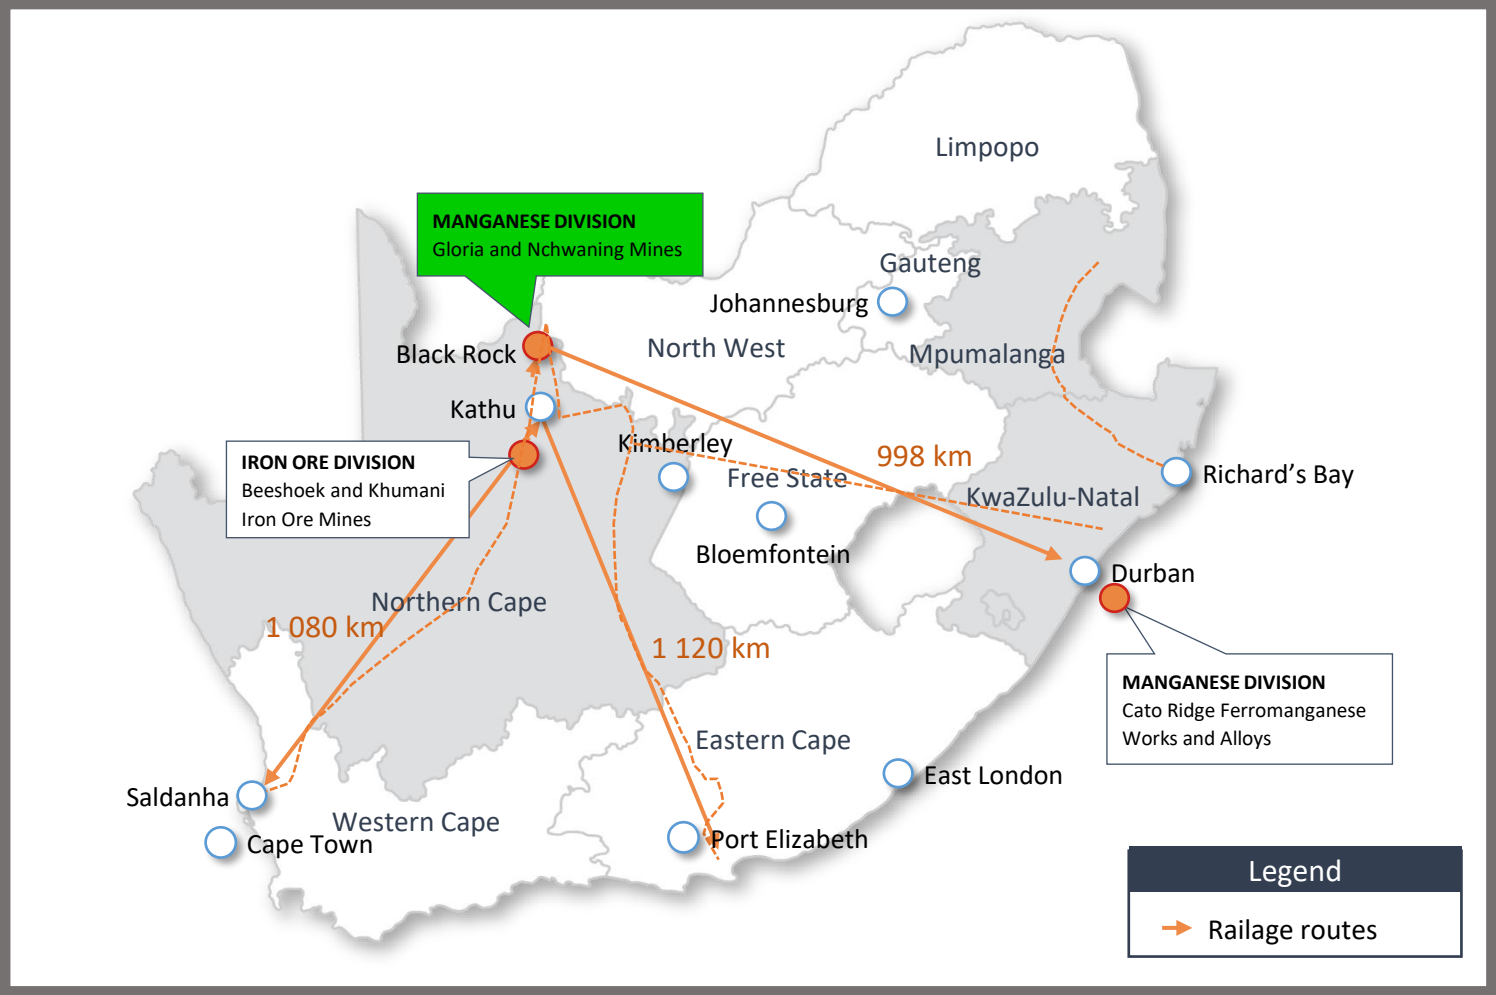 Limpopo
MANGANESE DIVISION
Gloria and Nchwaning Mines
Gauteng
Johannesburg
North West
Mpumalanga
Black Rock
Kathu
Kimberley
IRON ORE DIVISION
Beeshoek and Khumani
Iron Ore Mines
998 km
Free State
KwaZulu-Natal
Richard’s Bay
Bloemfontein
Durban
Northern Cape
1 080 km
1 120 km
MANGANESE DIVISION
Cato Ridge Ferromanganese
Works and Alloys
Eastern Cape
East London
Saldanha
Western Cape
Cape Town
Port Elizabeth
Legend
Railage routes